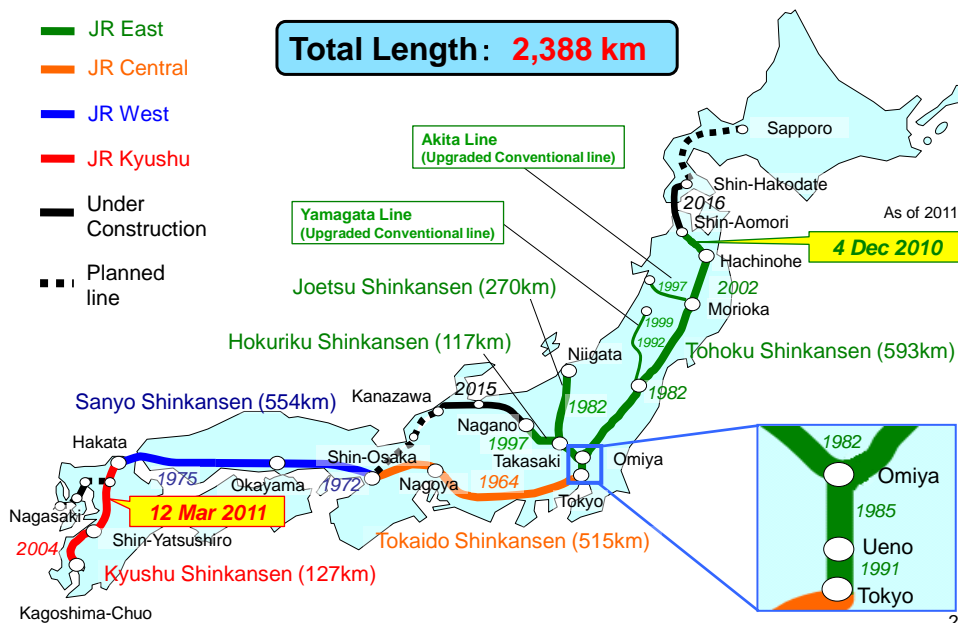 JR East
JR Central
JR West
JR Kyushu
Under
Construction
Planned
line
Total Length: 2,388 km
Akita Line
(Upgraded Conventional line)
Yamagata Line
(Upgraded Conventional line)
Sapporo
Shin-Hakodate
2016
Shin-Aomori
As of 2011
4 Dec 2010
Hachinohe
2002
1997
Morioka
Joetsu Shinkansen (270km)
1999
1992
Hokuriku Shinkansen (117km)
Niigata
Tohoku Shinkansen (593km)
1982
1982
Kanazawa
2015
Nagano
1997
Takasaki
Omiya
Tokyo
Sanyo Shinkansen (554km)
Hakata
1975
Okayama
Shin-Osaka
1972
Nagoya
1964
Tokaido Shinkansen (515km)
Nagasaki
12 Mar 2011
Shin-Yatsushiro
2004
Kyushu Shinkansen (127km)
Kagoshima-Chuo
1982
Omiya
1985
Ueno
1991
Tokyo
2